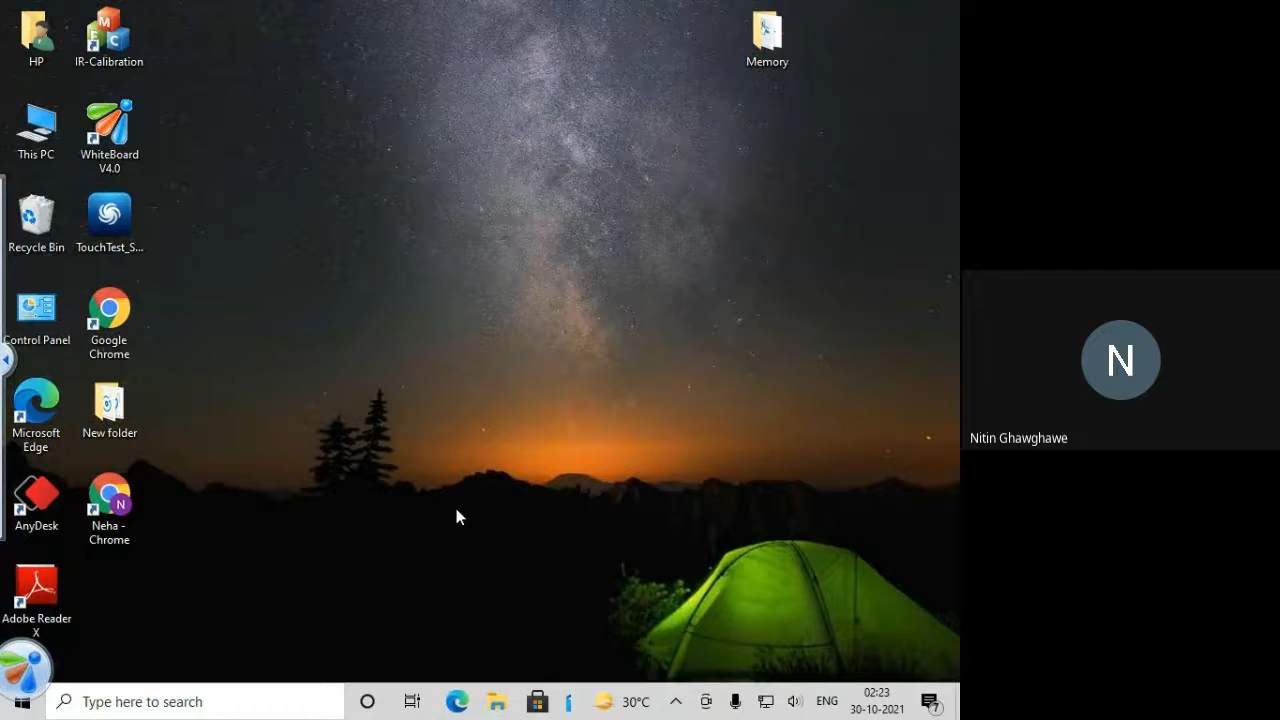 HP
IR-Calibration
Memory
This PC
WhiteBoard
V4.0
Recycle Bin
TouchTest_S...
Control Panel
Google
Chrome
Microsoft
Edge
New folder
AnyDesk
N
Neha -
Chrome
Adobe Reader
X
N
Nitin Ghawghawe
Type here to search
30°C
ENG
02:23
30-10-2021
7